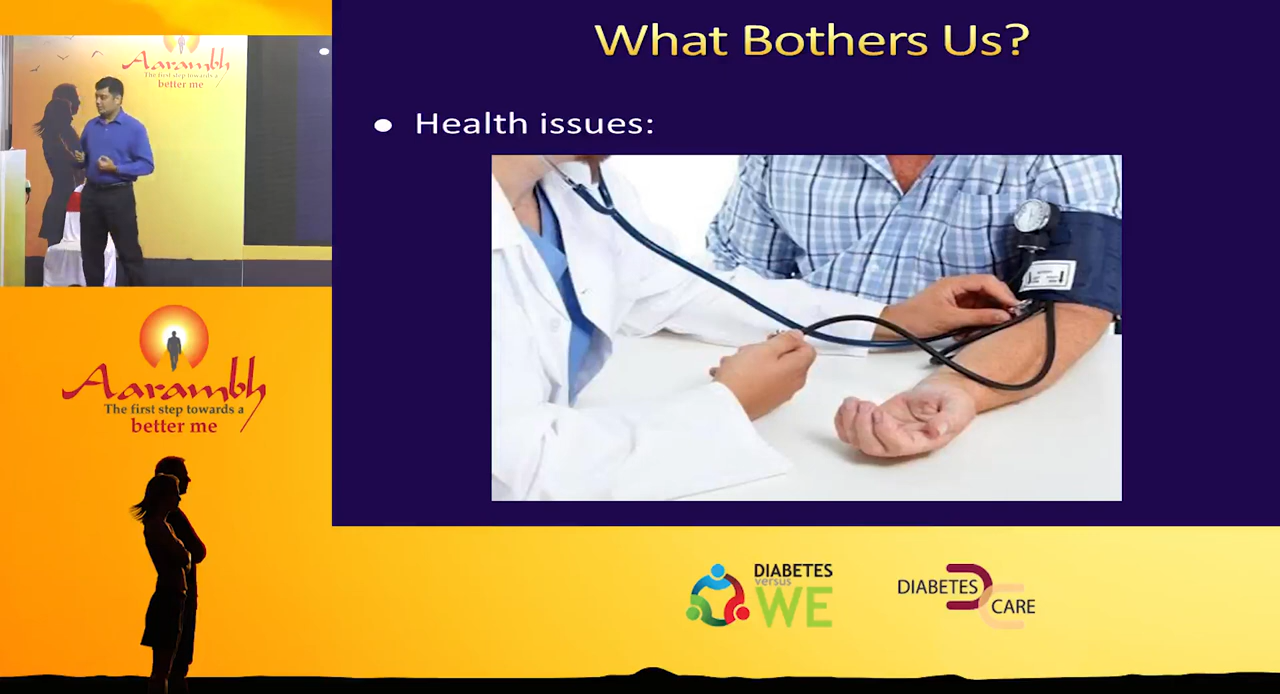 What Bothers Us?
● Health issues:
Aarambh
The first step towards a
better me
Aarambh
The first step towards a
better me
DIABETES
versus
WE
DIABETES
CARE